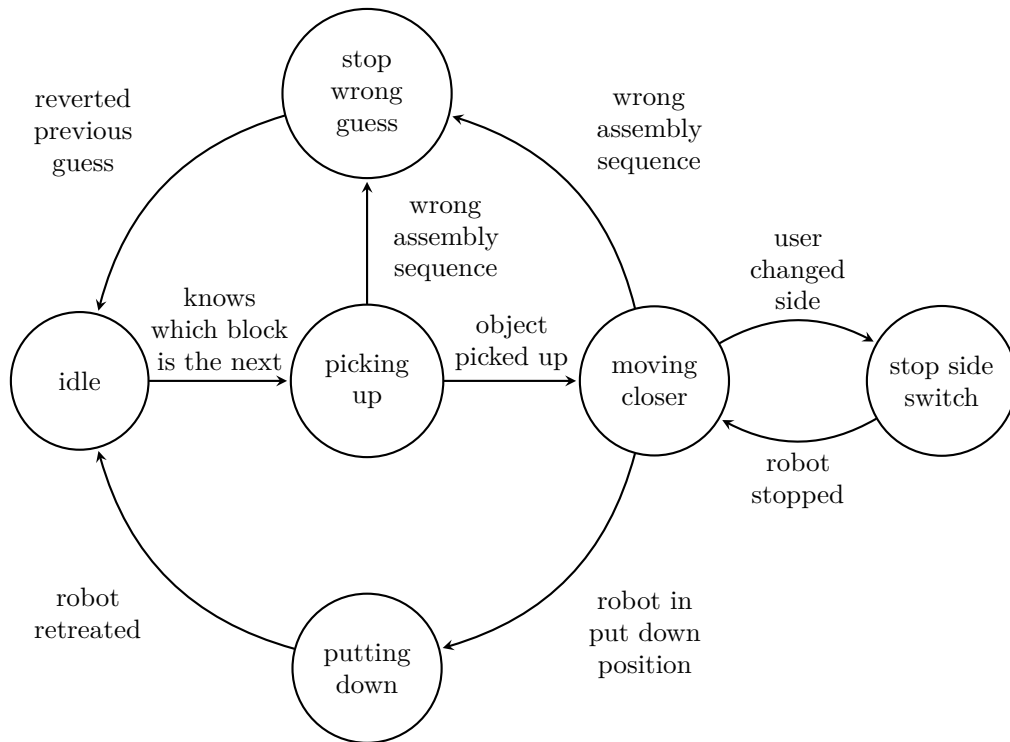 stop
wrong
guess
reverted
previous
guess
wrong
assembly
sequence
wrong
assembly
sequence
user
changed
side
knows
which block
is the next
object
picked up
idle
picking
up
moving
closer
stop side
switch
robot
stopped
robot
retreated
robot in
put down
position
putting
down